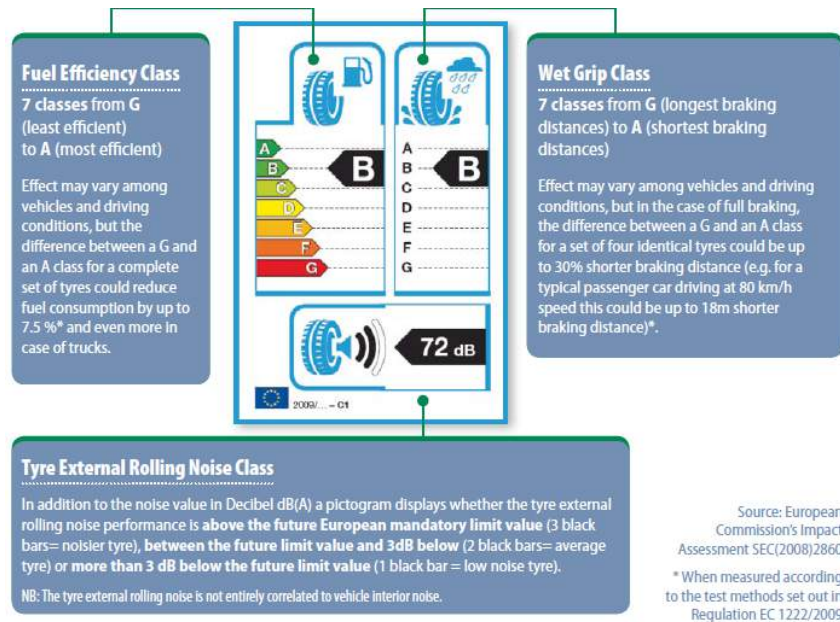 Fuel Efficiency Class
7 classes from G
(least efficient)
to A (most efficient)
Effect may vary among
vehicles and driving
conditions, but the
difference between a G and
an A class for a complete
set of tyres could reduce
fuel consumption by up to
7.5 %* and even more in
case of trucks.
A
B
C
D
E
F
G
B
A
B
C
D
E
F
G
B
72 dB
2009/... – C1
Wet Grip Class
7 classes from G (longest braking
distances) to A (shortest braking
distances)
Effect may vary among vehicles and driving
conditions, but in the case of full braking,
the difference between a G and an A class
for a set of four identical tyres could be up
to 30% shorter braking distance (e.g. for a
typical passenger car driving at 80 km/h
speed this could be up to 18m shorter
braking distance)*.
Tyre External Rolling Noise Class
In addition to the noise value in Decibel dB(A) a pictogram displays whether the tyre external
rolling noise performance is above the future European mandatory limit value (3 black
bars= noisier tyre), between the future limit value and 3dB below (2 black bars= average
tyre) or more than 3 dB below the future limit value (1 black bar = low noise tyre).
NB: The tyre external rolling noise is not entirely correlated to vehicle interior noise.
Source: European
Commission's Impact
Assessment SEC(2008)2860
* When measured according
to the test methods set out in
Regulation EC 1222/2009